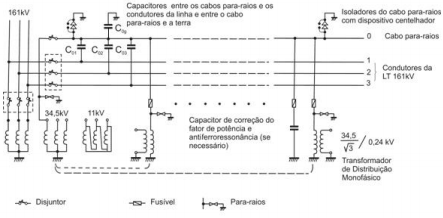 161kV
Capacitores entre os cabos para-raios e os
condutores da linha e entre o cabo
para-raios e a terra
Isoladores do cabo para-raios
com dispositivo centelhador
C0g
C01
C02
C03
0 Cabo para-raios
1
2
3
Condutores da
LT 161kV
34,5kV
11kV
Capacitor de correção do
fator de potência e
antiferroressonância (se
necessário)
34,5
√3 / 0,24 kV
Transformador
de Distribuição
Monofásico
Disjuntor
Fusível
Para-raios